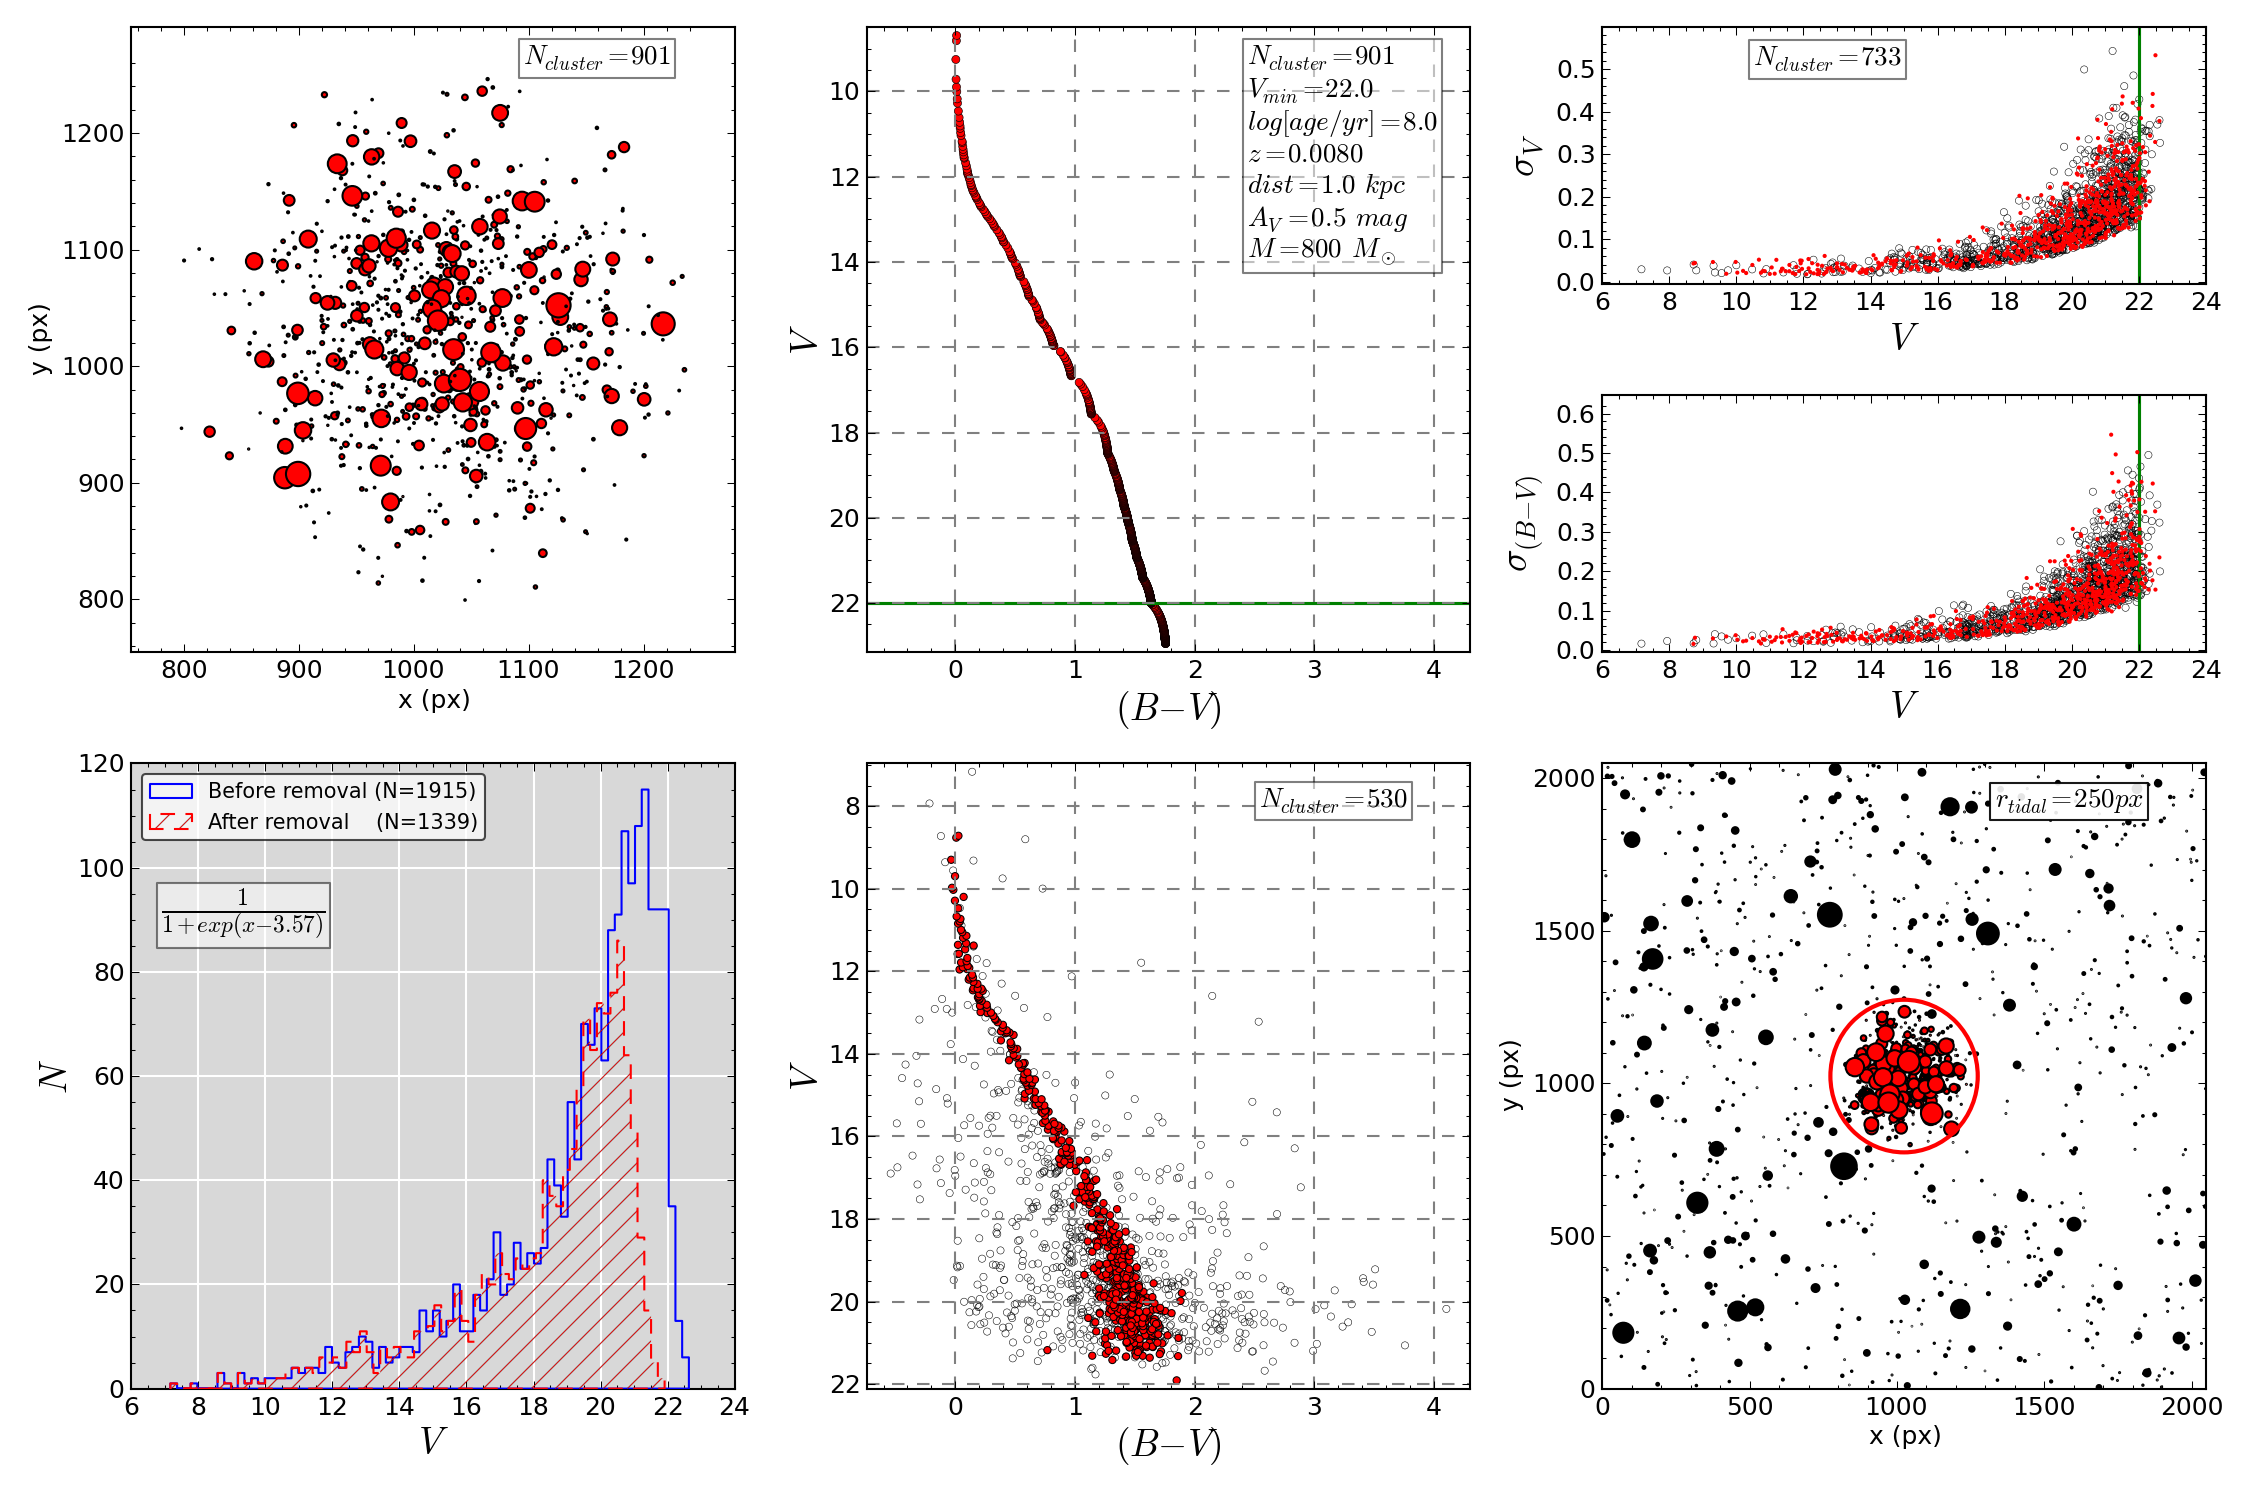 N_cluster=901
1200
1100
1000
900
800
y (px)
800 900 1000 1100 1200
x (px)
N_cluster=901
V_min=22.0
log[age/yr]=8.0
z=0.0080
dist=1.0 kpc
A_V=0.5 mag
M=800 M_⊙
10
12
14
16
18
20
22
V
0 1 2 3 4
(B−V)
N_cluster=733
0.5
0.4
0.3
0.2
0.1
0.0
σ_V
6 8 10 12 14 16 18 20 22 24
V
0.6
0.5
0.4
0.3
0.2
0.1
0.0
σ_(B−V)
6 8 10 12 14 16 18 20 22 24
V
120
100
80
60
40
20
0
N
Before removal (N=1915)
After removal (N=1339)
1
1+exp(x−3.57)
6 8 10 12 14 16 18 20 22 24
V
N_cluster=530
8
10
12
14
16
18
20
22
V
0 1 2 3 4
(B−V)
r_tidal=250px
2000
1500
1000
500
0
y (px)
0 500 1000 1500 2000
x (px)